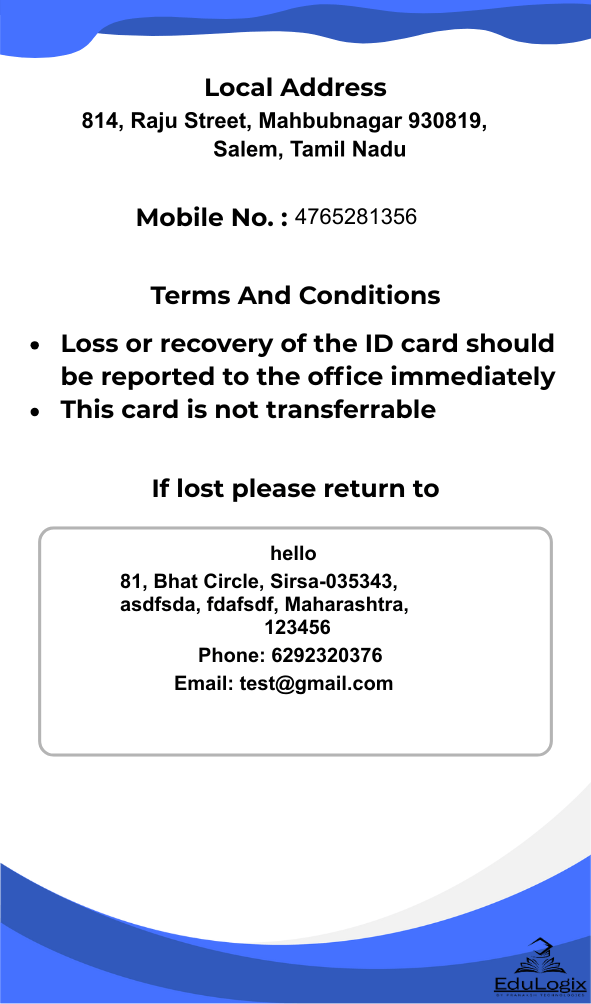 Local Address
814, Raju Street, Mahbubnagar 930819,
Salem, Tamil Nadu
Mobile No. : 4765281356
Terms And Conditions
• Loss or recovery of the ID card should
be reported to the office immediately
• This card is not transferrable
If lost please return to
hello
81, Bhat Circle, Sirsa-035343,
asdfsda, fdafsdf, Maharashtra,
123456
Phone: 6292320376
Email: test@gmail.com
EduLogix